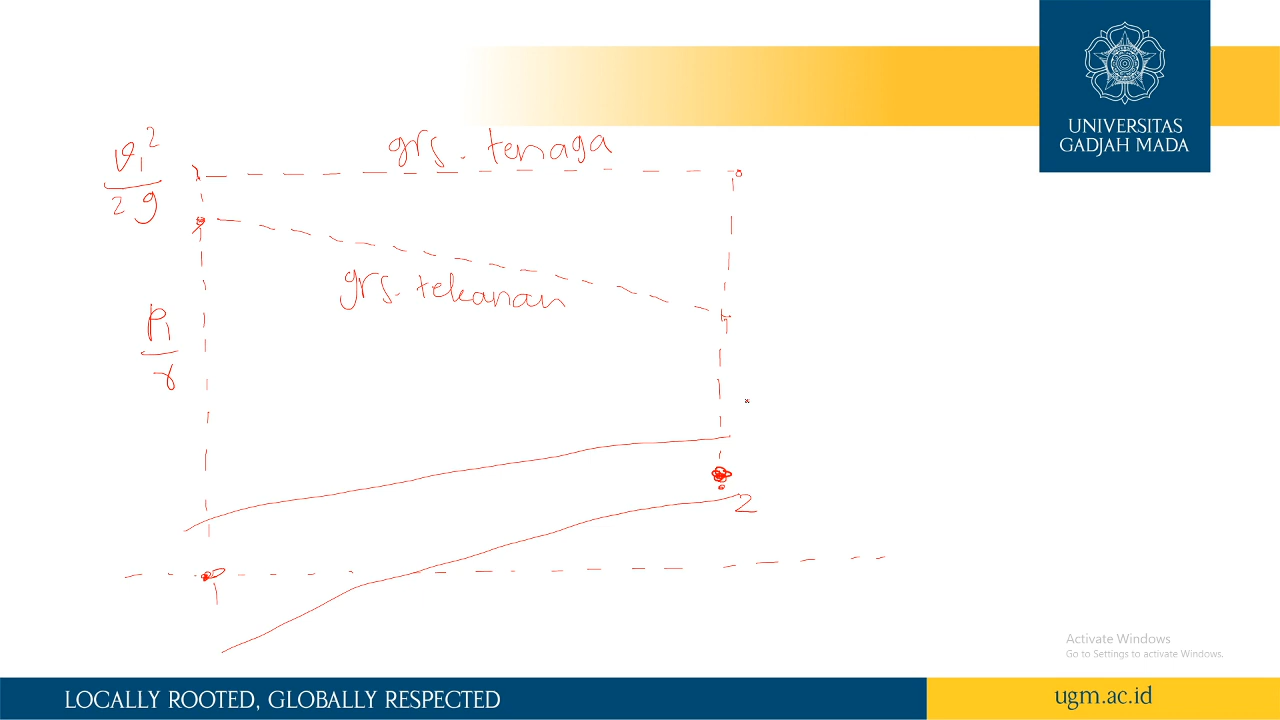 UNIVERSITAS
GADJAH MADA
grs. tenaga
v₁²
2g
grs. tekanan
P₁
γ
2
1
Activate Windows
Go to Settings to activate Windows.
LOCALLY ROOTED, GLOBALLY RESPECTED
ugm.ac.id